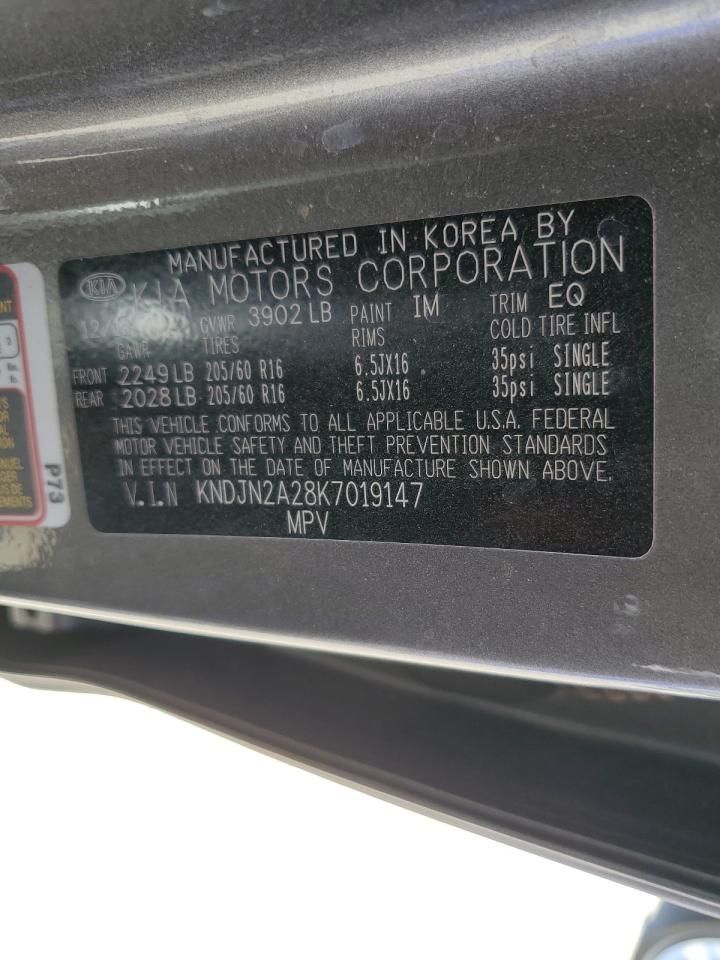 MANUFACTURED IN KOREA BY
KIA KIA MOTORS CORPORATION
GVWR 3902 LB PAINT IM TRIM EQ
GAWR TIRES RIMS COLD TIRE INFL
FRONT 2249 LB 205/60 R16 6.5JX16 35psi SINGLE
REAR 2028 LB 205/60 R16 6.5JX16 35psi SINGLE
THIS VEHICLE CONFORMS TO ALL APPLICABLE U.S.A. FEDERAL
MOTOR VEHICLE SAFETY AND THEFT PREVENTION STANDARDS
IN EFFECT ON THE DATE OF MANUFACTURE SHOWN ABOVE.
V.I.N KNDJN2A28K7019147
MPV
P73